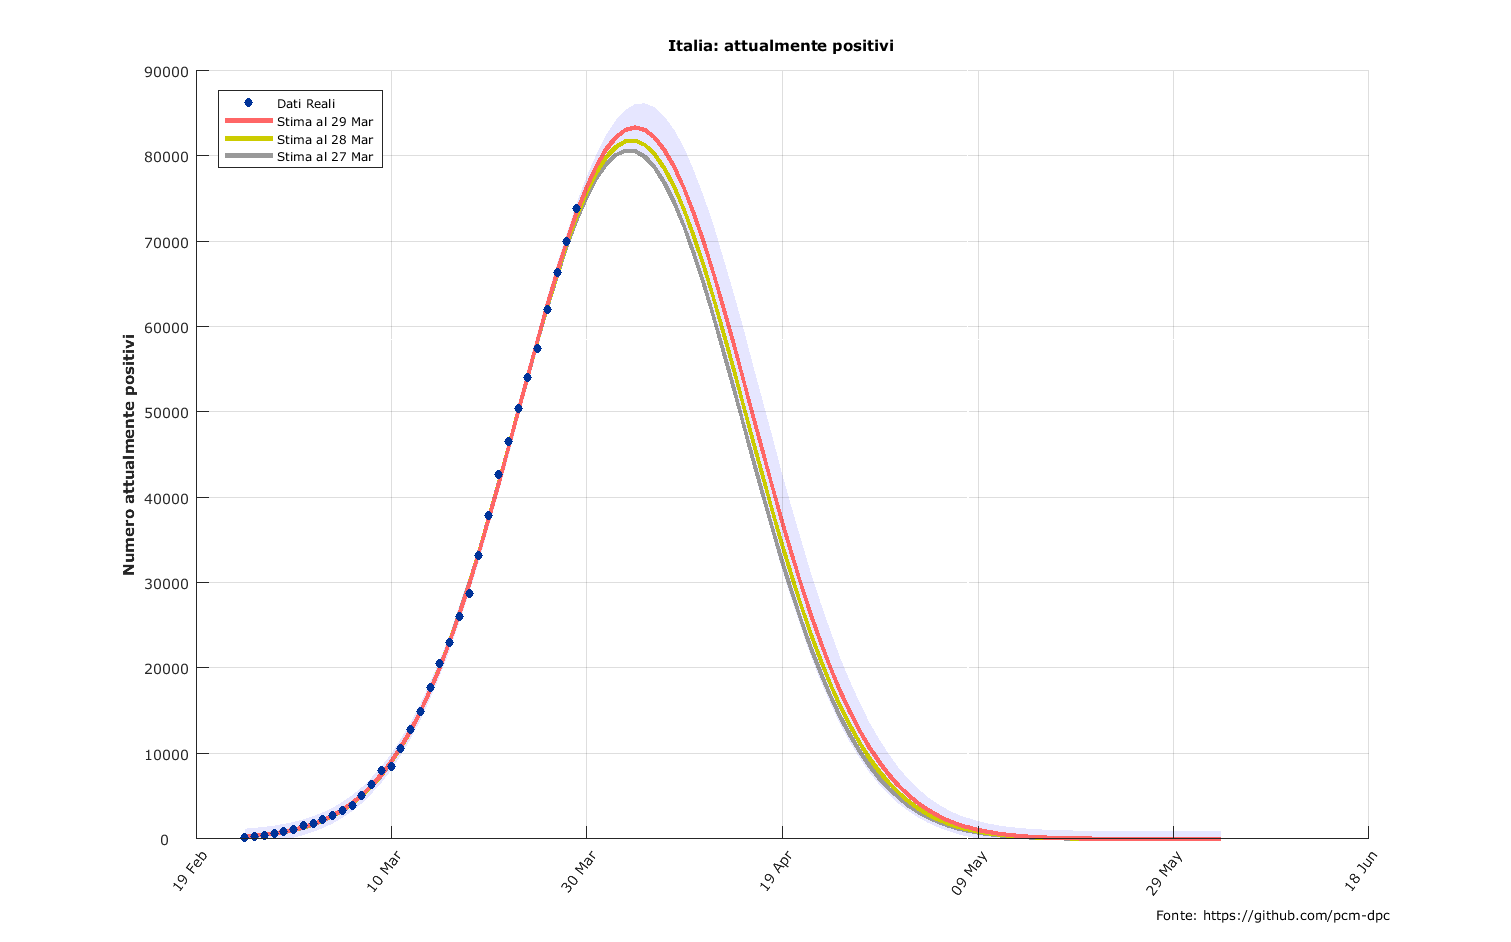 Italia: attualmente positivi
90000
80000
70000
60000
50000
40000
30000
20000
10000
0
Numero attualmente positivi
Dati Reali
Stima al 29 Mar
Stima al 28 Mar
Stima al 27 Mar
19 Feb
10 Mar
30 Mar
19 Apr
09 May
29 May
18 Jun
Fonte: https://github.com/pcm-dpc